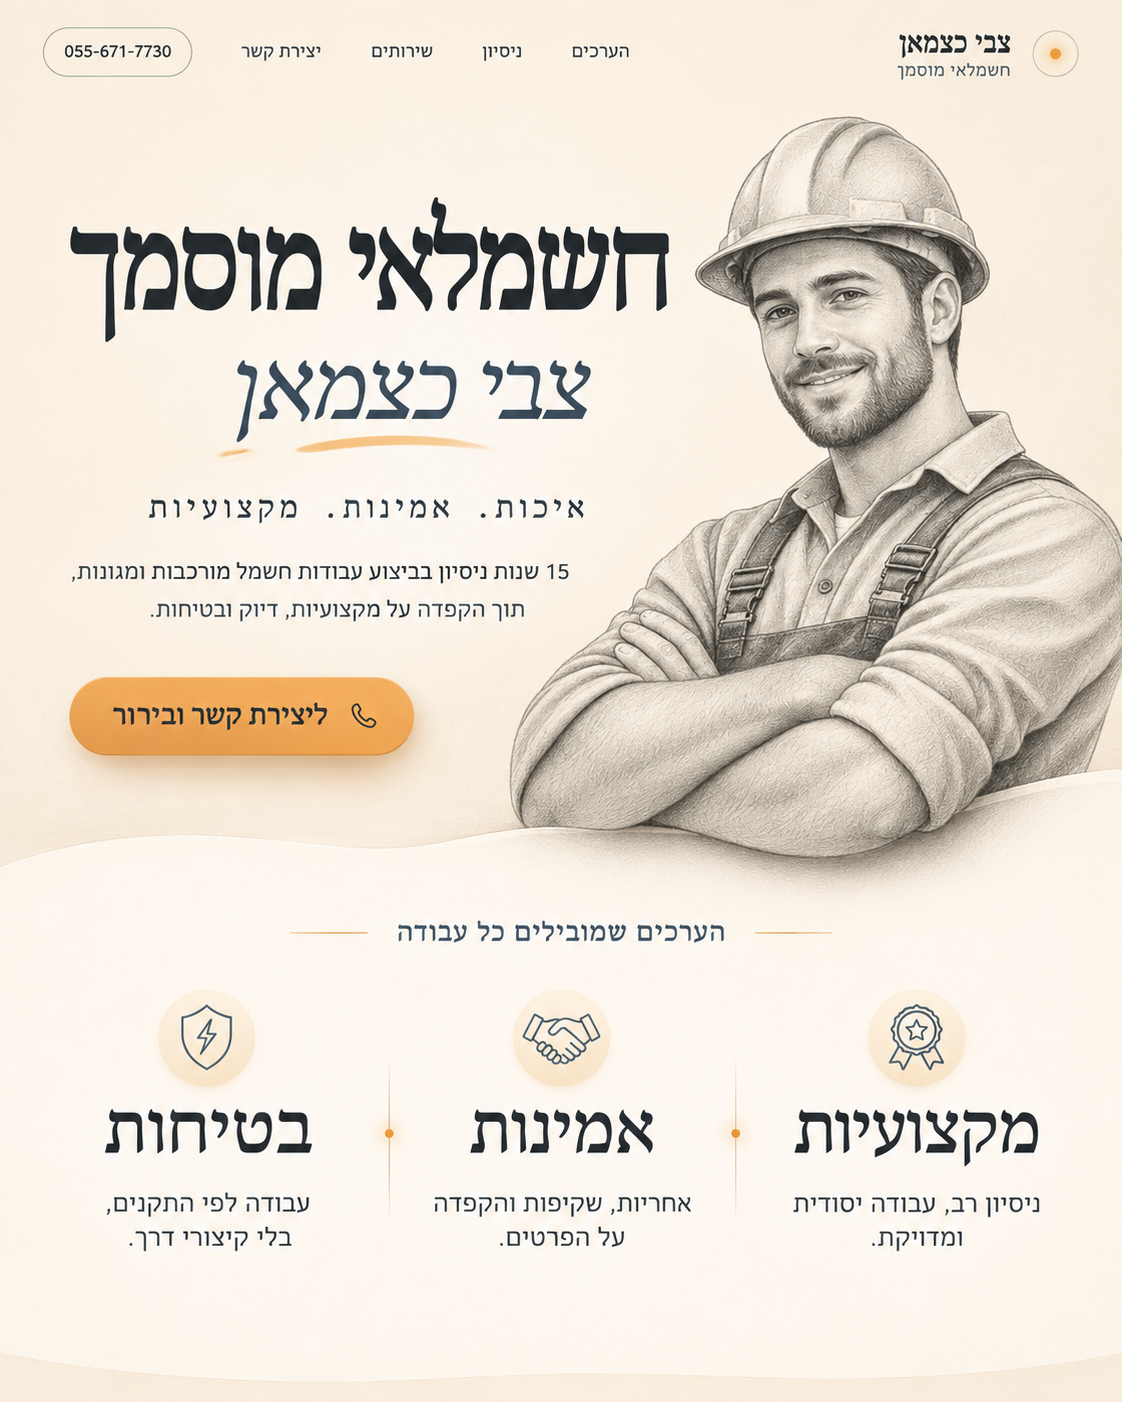 צבי כצמאן
חשמלאי מוסמך
הערכים
ניסיון
שירותים
יצירת קשר
055-671-7730
חשמלאי מוסמך
צבי כצמאן
איכות. אמינות. מקצועיות
15 שנות ניסיון בביצוע עבודות חשמל מורכבות ומגונות,
תוך הקפדה על מקצועיות, דיוק ובטיחות.
ליצירת קשר ובירור
הערכים שמובילים כל עבודה
מקצועיות
ניסיון רב, עבודה יסודית
ומדויקת.
אמינות
אחריות, שקיפות והקפדה
על הפרטים.
בטיחות
עבודה לפי התקנים,
בלי קיצורי דרך.